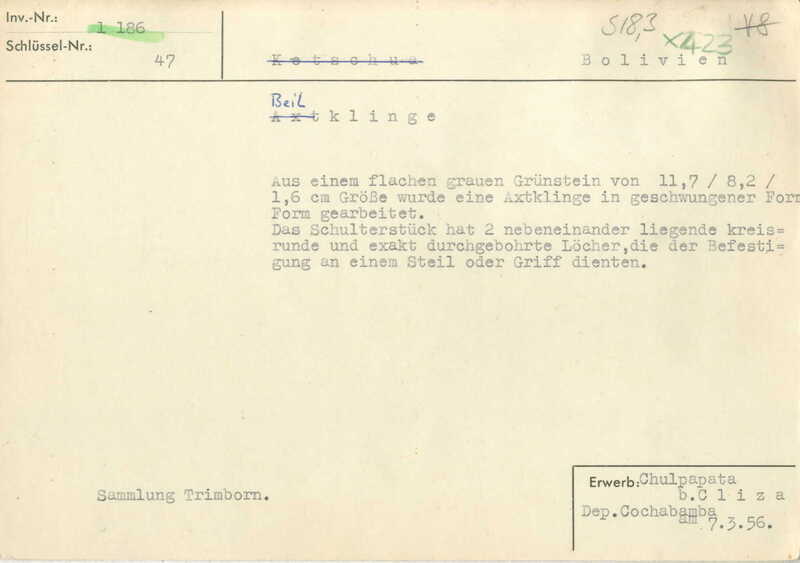 Inv.-Nr.: 1 186
Schlüssel-Nr.: 47
S18,3 x423 V8
Ketschua Bolivien
Beil
Axtklinge
Aus einem flachen grauen Grünstein von 11,7 / 8,2 /
1,6 cm Größe wurde eine Axtklinge in geschwungener Form
Form gearbeitet.
Das Schulterstück hat 2 nebeneinander liegende kreis=
runde und exakt durchgebohrte Löcher,die der Befesti=
gung an einem Steil oder Griff dienten.
Sammlung Trimborn.
Erwerb: Chulpapata
b.Cliza
Dep.Cochabamba
am 7.3.56.